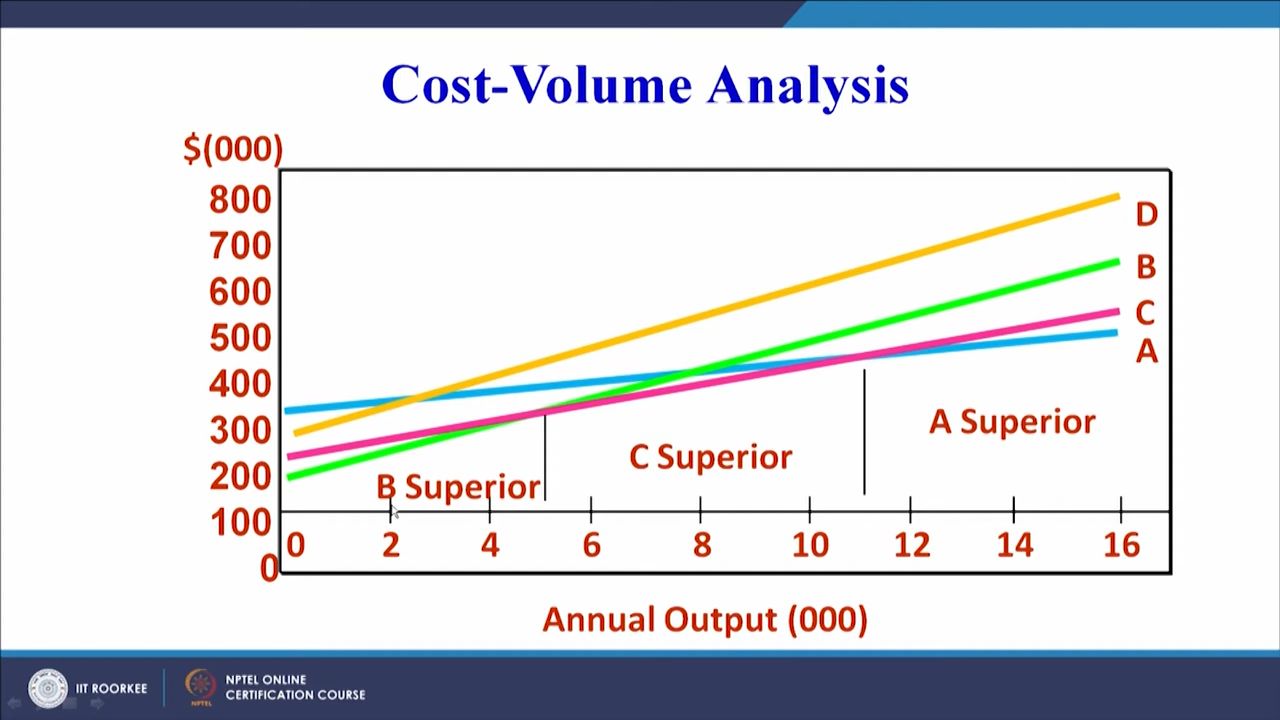 Cost-Volume Analysis
$(000)
800
700
600
500
400
300
200
100
0
D
B
C
A
A Superior
C Superior
B Superior
0 2 4 6 8 10 12 14 16
Annual Output (000)
IIT ROORKEE
NPTEL
NPTEL ONLINE
CERTIFICATION COURSE